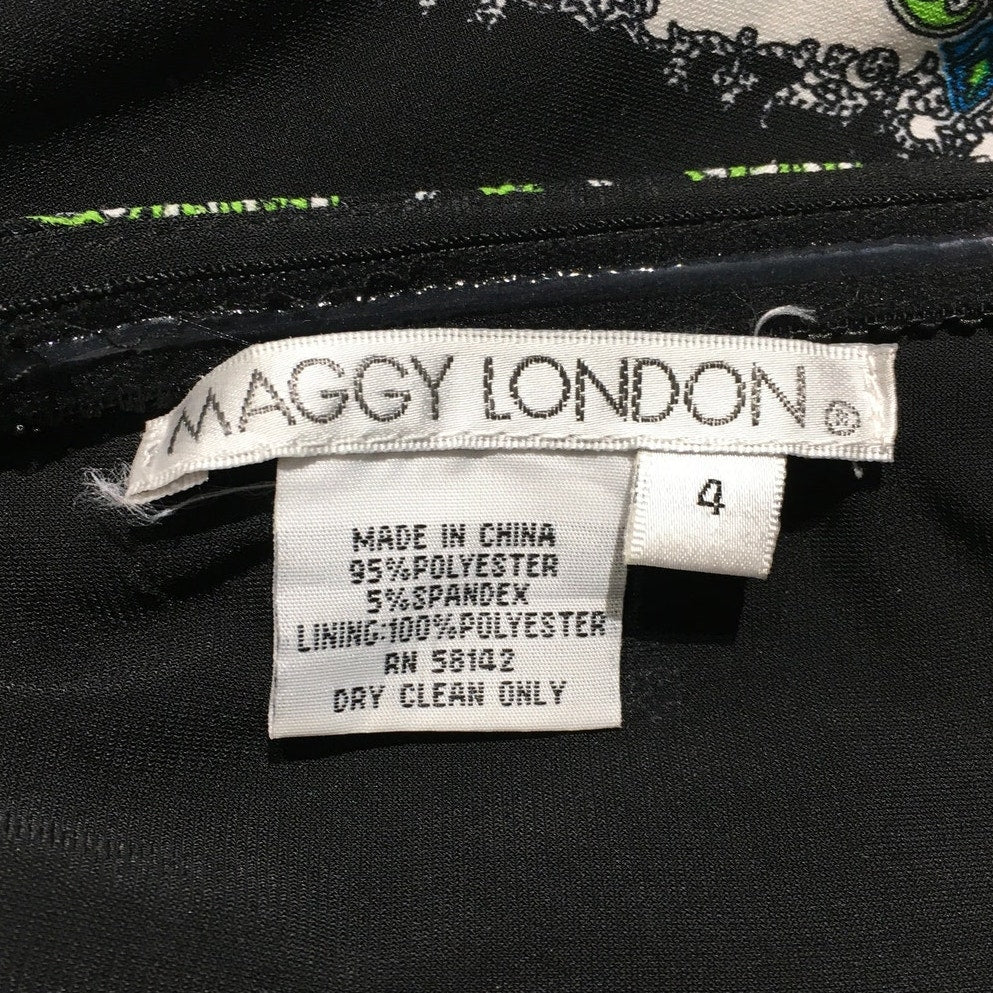 MAGGY LONDON®
4
MADE IN CHINA
95%POLYESTER
5%SPANDEX
LINING:100%POLYESTER
RN 58142
DRY CLEAN ONLY